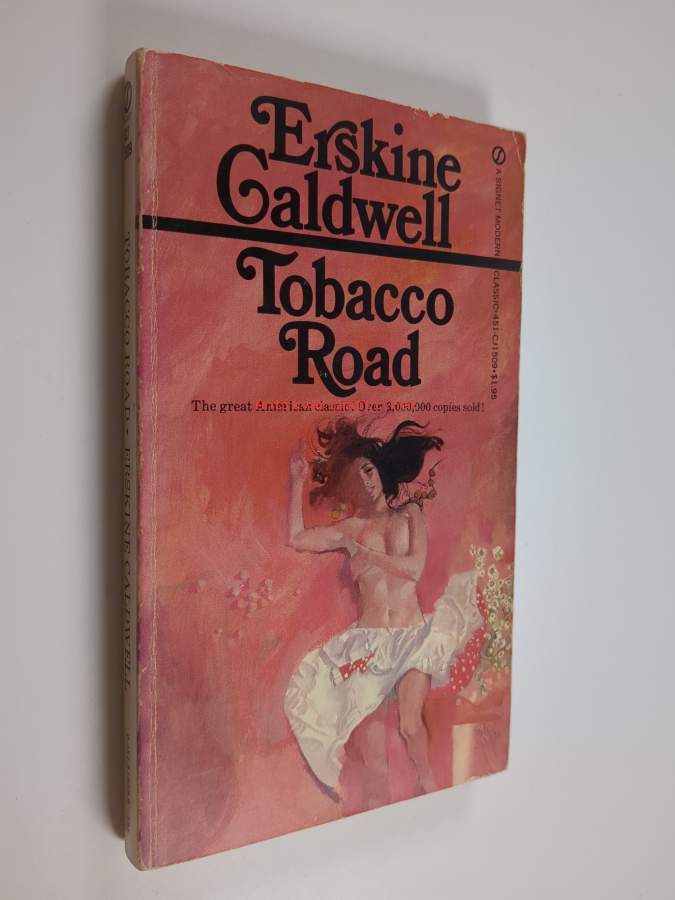 Erskine
Caldwell
Tobacco
Road
The great American classic. Over 3,000,000 copies sold!
A SIGNET MODERN CLASSIC•451-CJ1509•$1.95
TOBACCO ROAD • ERSKINE CALDWELL